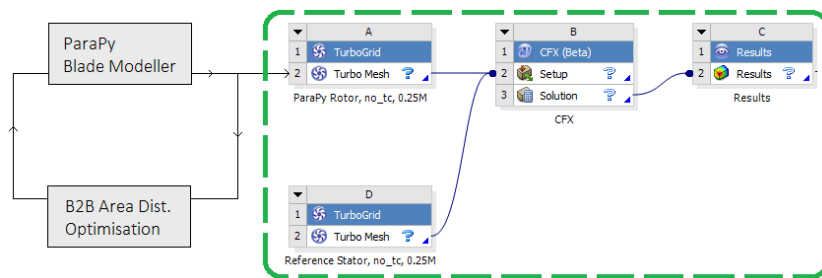 ParaPy
Blade Modeller
B2B Area Dist.
Optimisation
A
1 TurboGrid
2 Turbo Mesh ?
ParaPy Rotor, no_tc, 0.25M
B
1 CFX (Beta)
2 Setup ?
3 Solution ?
CFX
C
1 Results
2 Results ?
Results
D
1 TurboGrid
2 Turbo Mesh ?
Reference Stator, no_tc, 0.25M